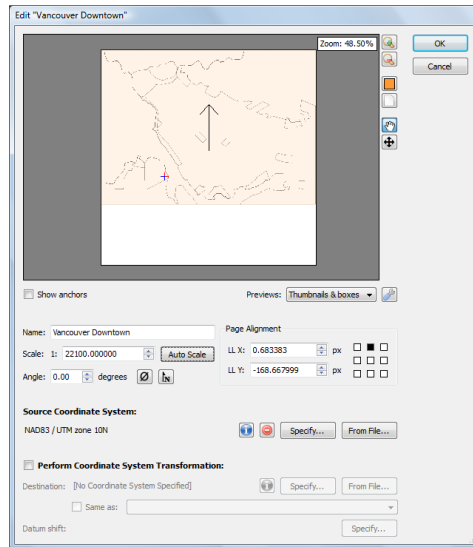 Edit "Vancouver Downtown"
Zoom: 48.50%
OK
Cancel
Show anchors
Previews: Thumbnails & boxes
Name: Vancouver Downtown
Page Alignment
Scale: 1: 22100.000000 Auto Scale
LL X: 0.683383 px
Angle: 0.00 degrees
LL Y: -168.667999 px
Source Coordinate System:
NAD83 / UTM zone 10N
Specify... From File...
Perform Coordinate System Transformation:
Destination: [No Coordinate System Specified] Specify... From File...
Same as:
Datum shift: Specify...